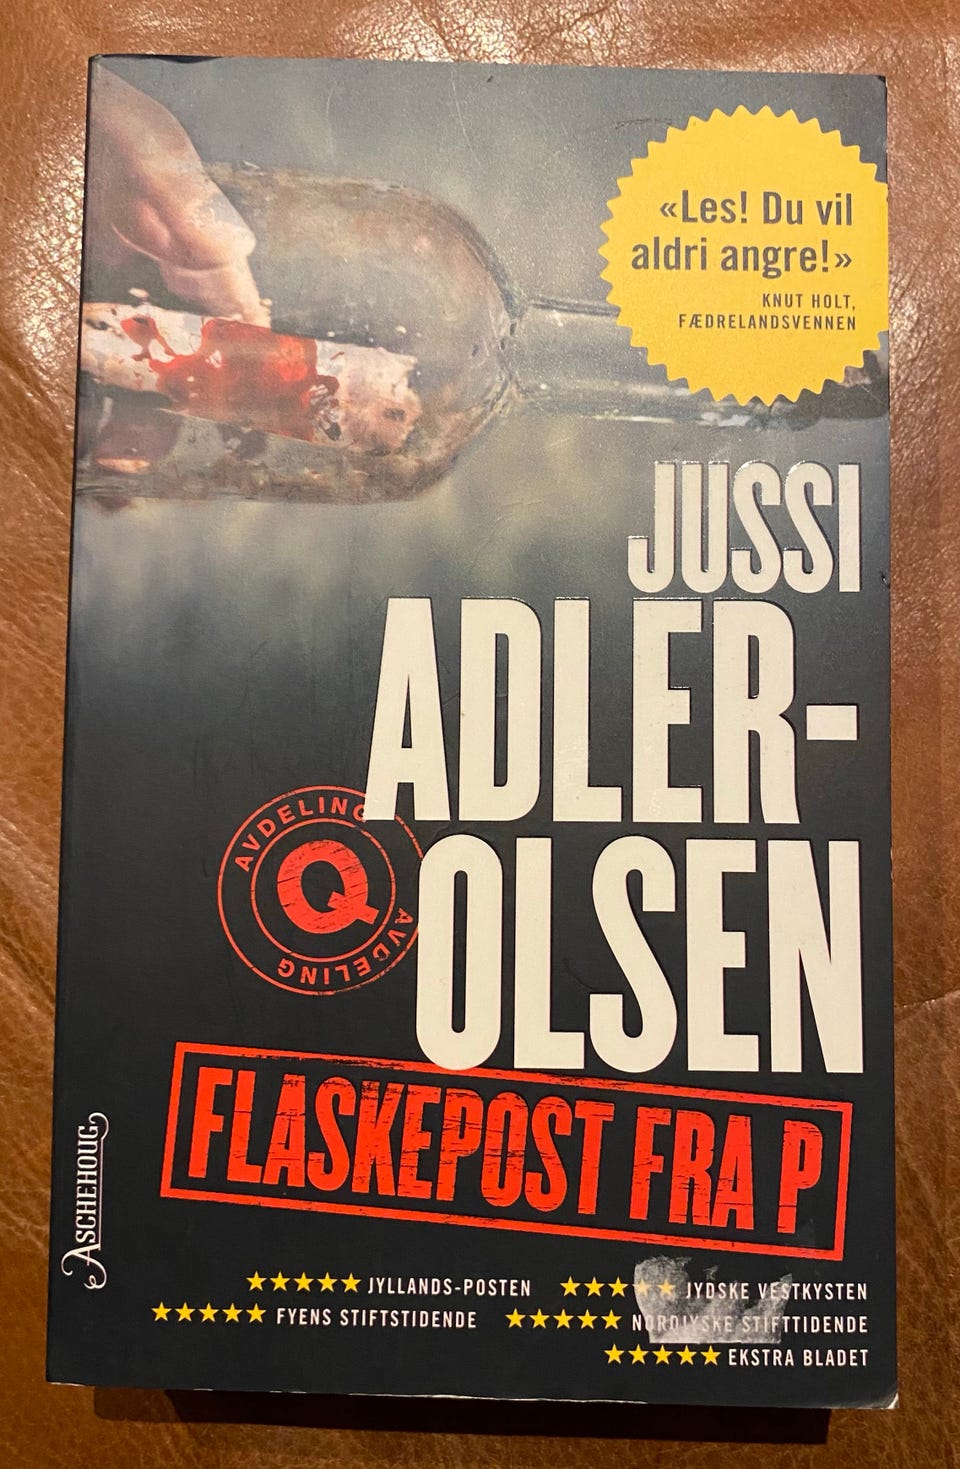 «Les! Du vil
aldri angre!»
KNUT HOLT,
FÆDRELANDSVENNEN
JUSSI
ADLER-
OLSEN
AVDELING
Q
AVDELING
FLASKEPOST FRA P
ASCHEHOUG
★★★★★ JYLLANDS-POSTEN ★★★★★ JYDSKE VESTKYSTEN
★★★★★ FYENS STIFTSTIDENDE ★★★★★ NORDJYSKE STIFTTIDENDE
★★★★★ EKSTRA BLADET